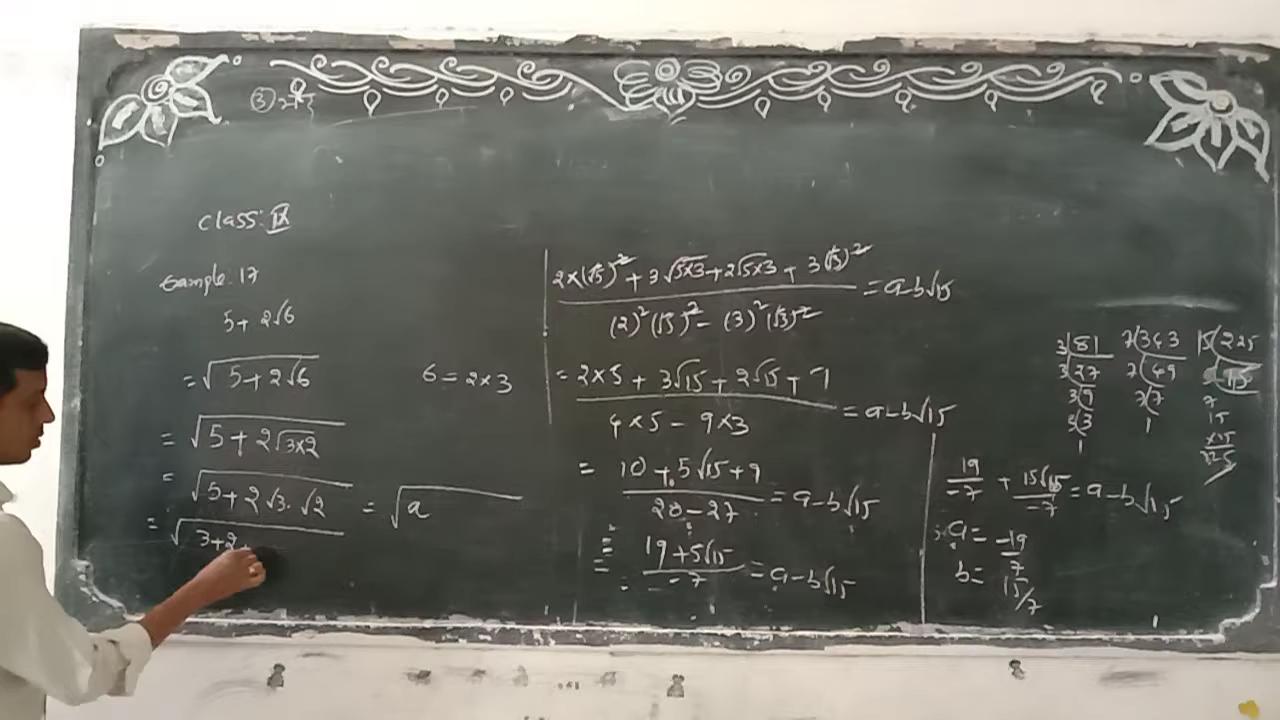 Class: IX
Example. 17
5 + 2√6
= √(5 + 2√6)
6 = 2 × 3
= √(5 + 2√(3×2))
= √(5 + 2√3 . √2) = √a
= √(3+2+
2×(√5)² + 3√(5×3) + 2√(5×3) + 3(√3)² / (2)²(√5)² – (3)²(√3)² = a–b√15
= 2×5 + 3√15 + 2√15 + 9 / 4×5 – 9×3 = a–b√15
= 10 + 5√15 + 9 / 20 – 27 = a–b√15
= 19 + 5√15 / –7 = a–b√15
19/–7 + 15√15/–7 = a–b√15
a = –19/7
b = 15/7
3 | 81
3 | 27
3 | 9
3 | 3
1
7 | 343
7 | 49
7 | 7
1
15 | 225
15
15
×15
225